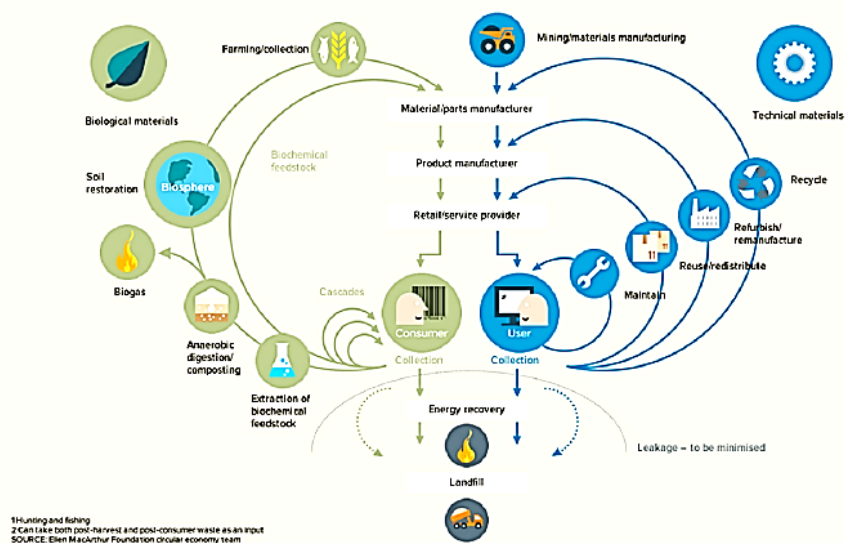 Farming/collection
Mining/materials manufacturing
Biological materials
Technical materials
Material/parts manufacturer
Biochemical
feedstock
Product manufacturer
Soil
restoration
Biosphere
Recycle
Retail/service provider
Refurbish/
remanufacture
Reuse/redistribute
Biogas
Cascades
Maintain
Consumer
User
Anaerobic
digestion/
composting
Collection
Collection
Extraction of
biochemical
feedstock
Energy recovery
Leakage – to be minimised
Landfill
1 Hunting and fishing
2 Can take both post-harvest and post-consumer waste as an input
SOURCE: Ellen MacArthur Foundation circular economy team